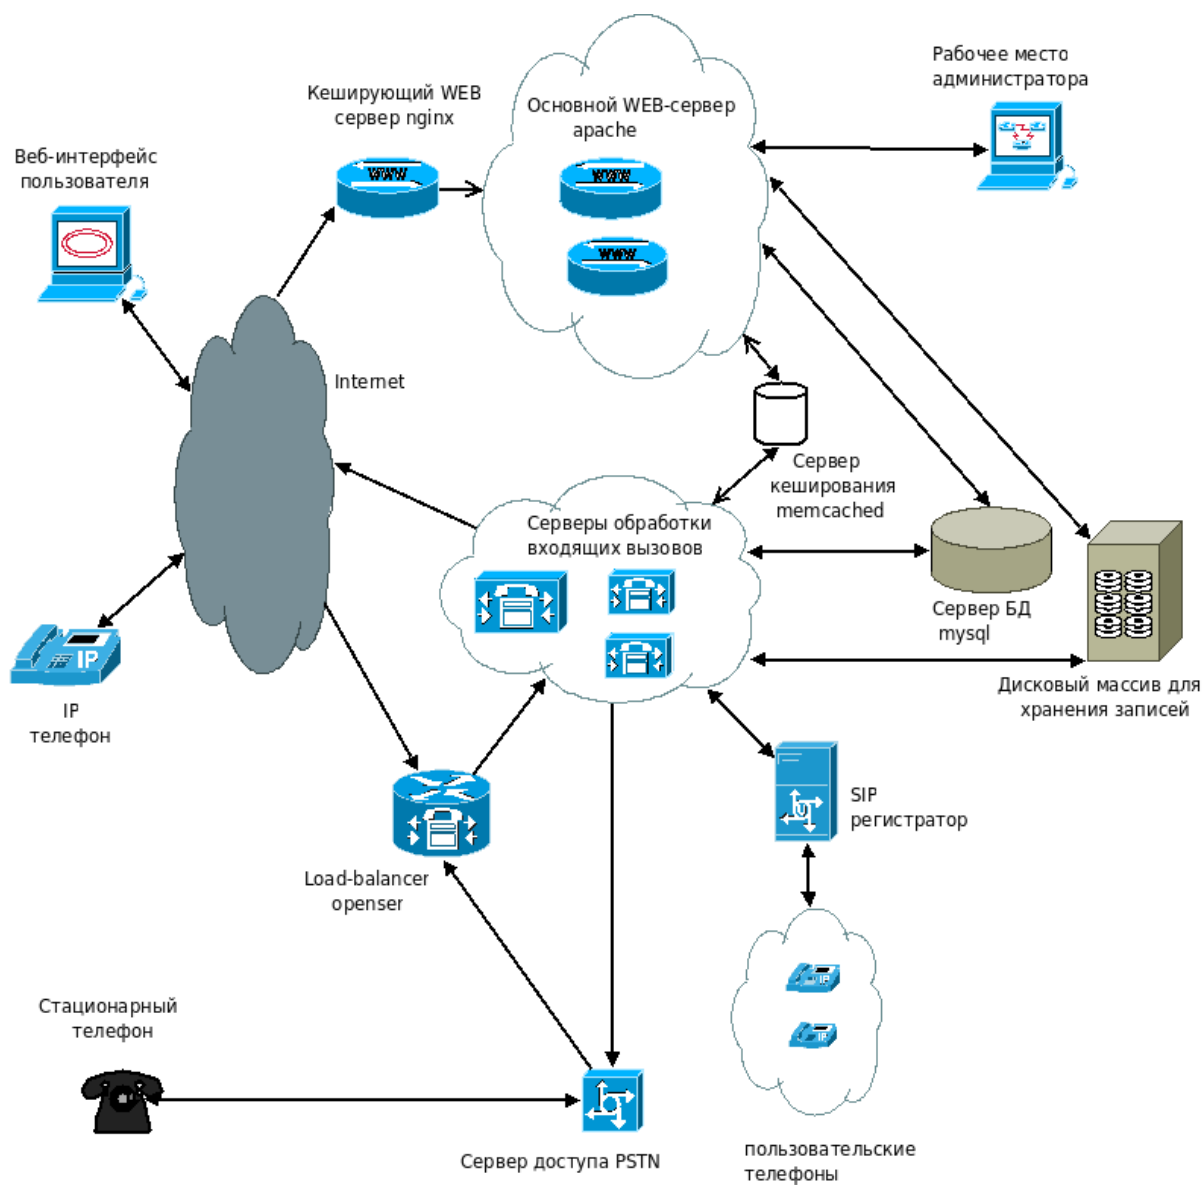 Рабочее место
администратора
Кеширующий WEB
сервер nginx
WWW
Основной WEB-сервер
apache
WWW
WWW
Веб-интерфейс
пользователя
Internet
Сервер
кеширования
memcached
Серверы обработки
входящих вызовов
Сервер БД
mysql
Дисковый массив для
хранения записей
IP
IP
телефон
SIP
регистратор
U
Load-balancer
openser
IP
IP
Стационарный
телефон
Сервер доступа PSTN
пользовательские
телефоны